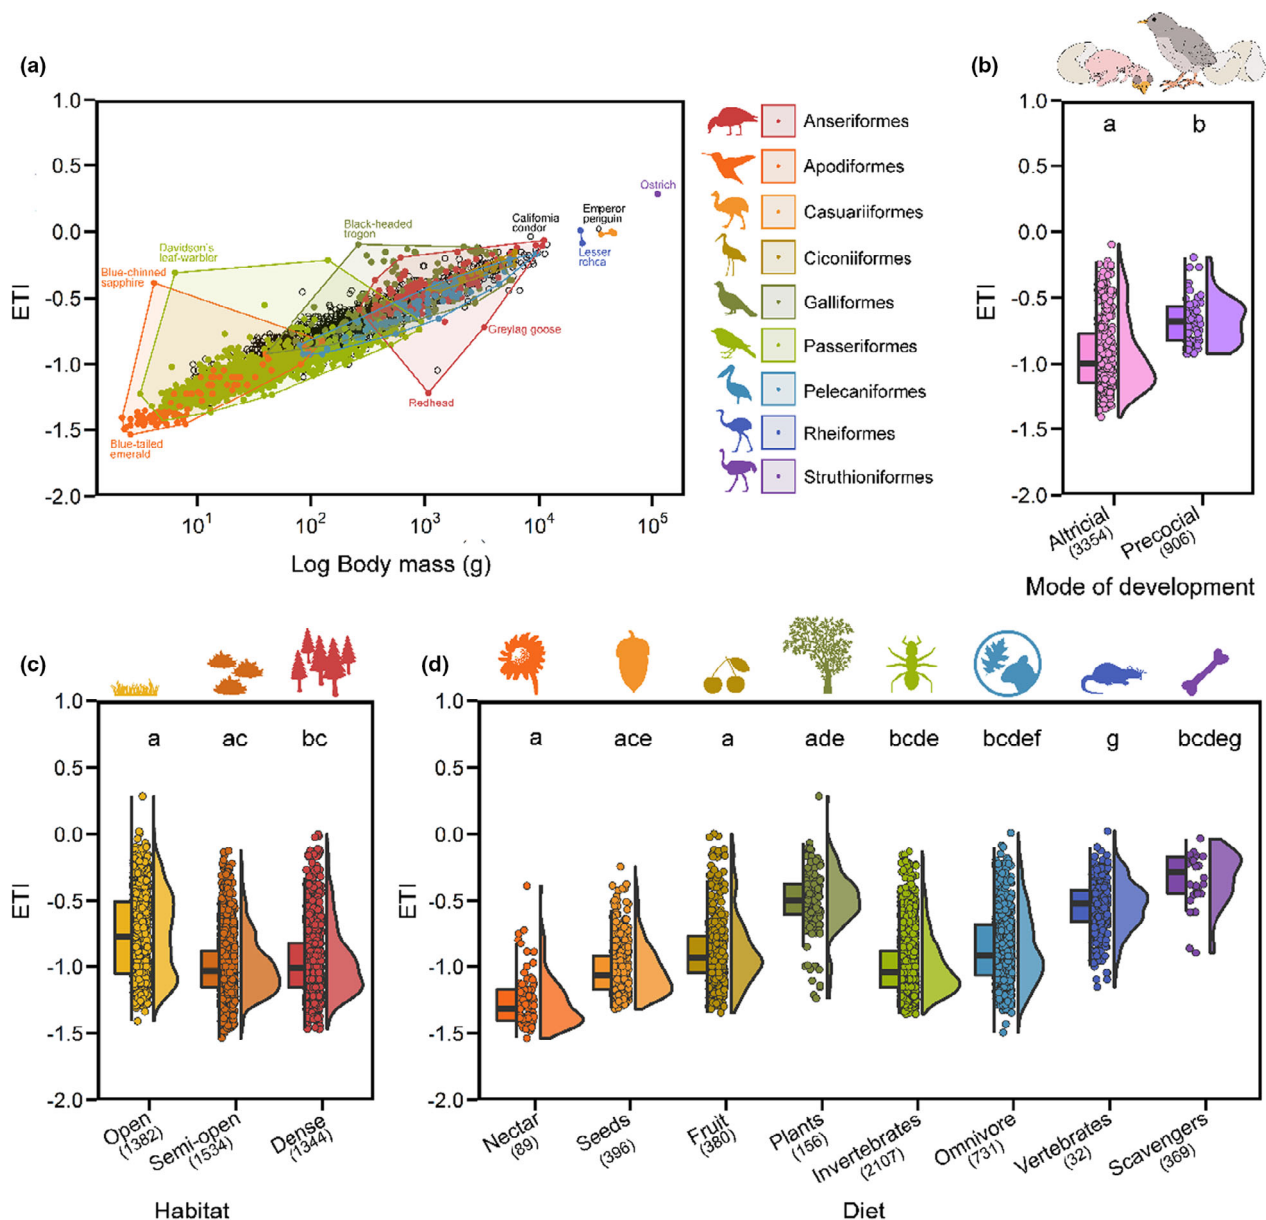 (a)
1.0
0.5
0.0
-0.5
-1.0
-1.5
-2.0
ETI
Blue-chinned
sapphire
Davidson's
leaf-warbler
Black-headed
trogon
California
condor
Emperor
penguin
Lesser
rohca
Ostrich
Greylag goose
Redhead
Blue-tailed
emerald
10¹
10²
10³
10⁴
10⁵
Log Body mass (g)
Anseriformes
Apodiformes
Casuariiformes
Ciconiiformes
Galliformes
Passeriformes
Pelecaniformes
Rheiformes
Struthioniformes
(b)
1.0
0.5
0.0
-0.5
-1.0
-1.5
-2.0
ETI
a
b
Altricial
(3354)
Precocial
(906)
Mode of development
(c)
1.0
0.5
0.0
-0.5
-1.0
-1.5
-2.0
ETI
a
ac
bc
Open
(1382)
Semi-open
(1534)
Dense
(1344)
Habitat
(d)
1.0
0.5
0.0
-0.5
-1.0
-1.5
-2.0
ETI
a
ace
a
ade
bcde
bcdef
g
bcdeg
Nectar
(89)
Seeds
(396)
Fruit
(380)
Plants
(156)
Invertebrates
(2107)
Omnivore
(731)
Vertebrates
(32)
Scavengers
(369)
Diet